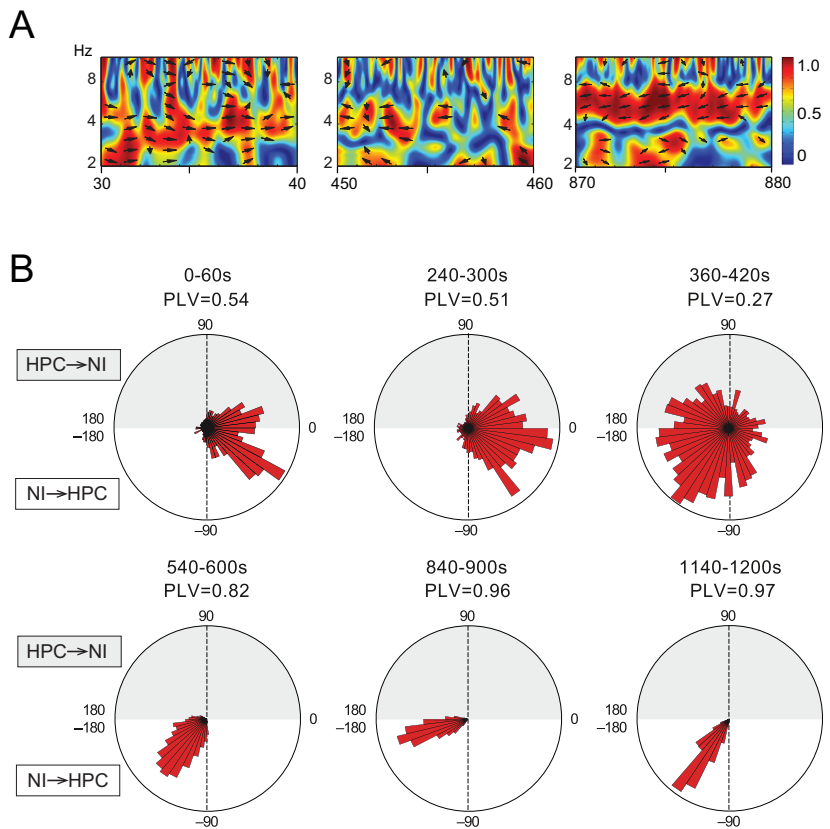 A
Hz
8
4
2
30
40
8
4
2
450
460
8
4
2
870
880
1.0
0.5
0
B
0-60s
PLV=0.54
240-300s
PLV=0.51
360-420s
PLV=0.27
90
90
90
HPC→NI
180
–180
0
180
–180
0
180
–180
0
NI→HPC
–90
–90
–90
540-600s
PLV=0.82
840-900s
PLV=0.96
1140-1200s
PLV=0.97
90
90
90
HPC→NI
180
–180
0
180
–180
0
180
–180
0
NI→HPC
–90
–90
–90